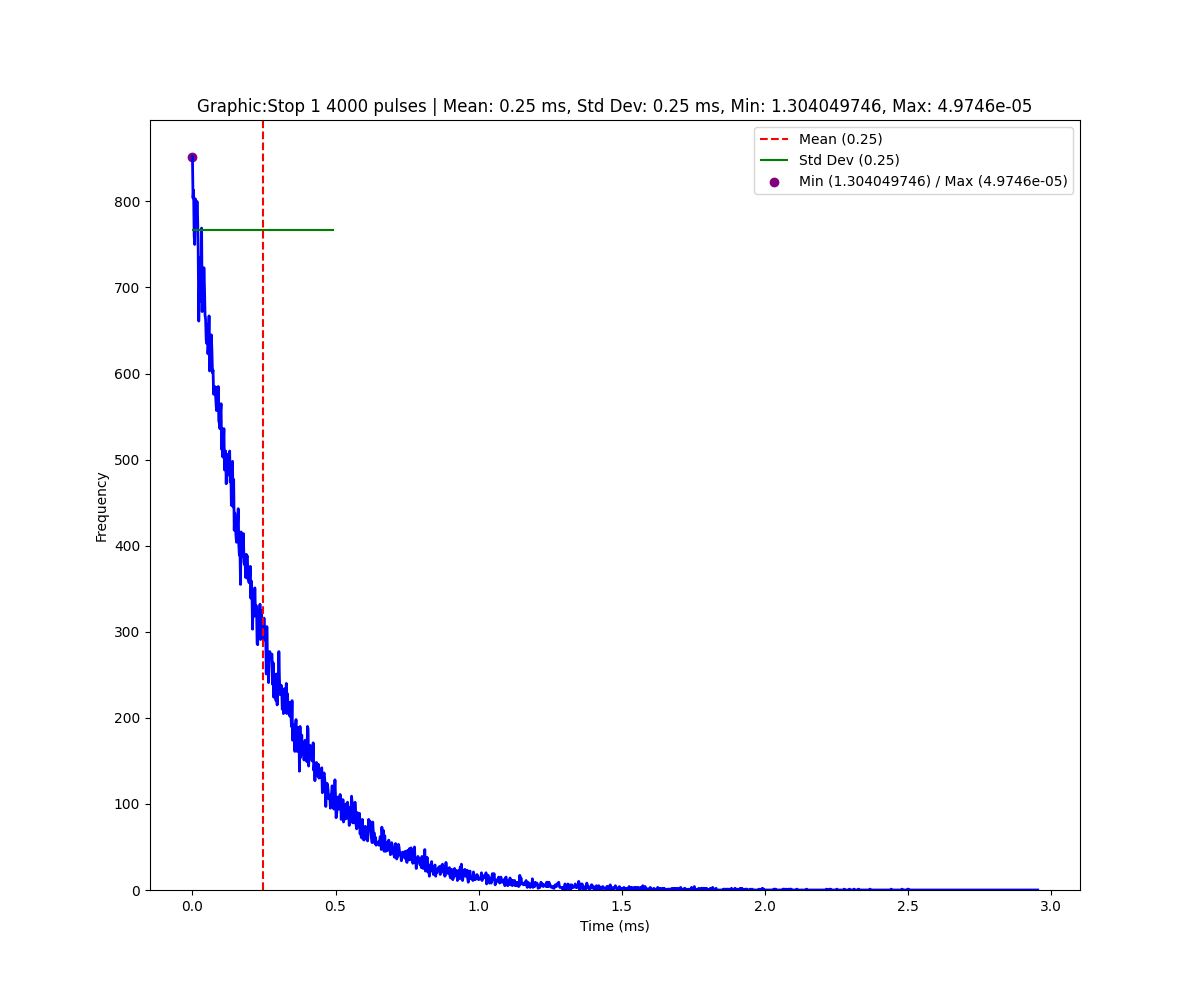 Graphic:Stop 1 4000 pulses | Mean: 0.25 ms, Std Dev: 0.25 ms, Min: 1.304049746, Max: 4.9746e-05
Mean (0.25)
Std Dev (0.25)
Min (1.304049746) / Max (4.9746e-05)
800
700
600
500
400
300
200
100
0
Frequency
0.0 0.5 1.0 1.5 2.0 2.5 3.0
Time (ms)